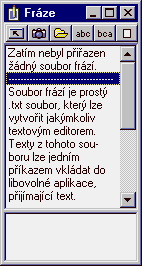 Fráze
abc
bca
Zatím nebyl přiřazen
žádný soubor frází.
--------------------------------
Soubor frází je prostý
.txt soubor, který lze
vytvořit jakýmkoliv
textovým editorem.
Texty z tohoto sou-
boru lze jedním
příkazem vkládat do
libovolné aplikace,
přijímající text.